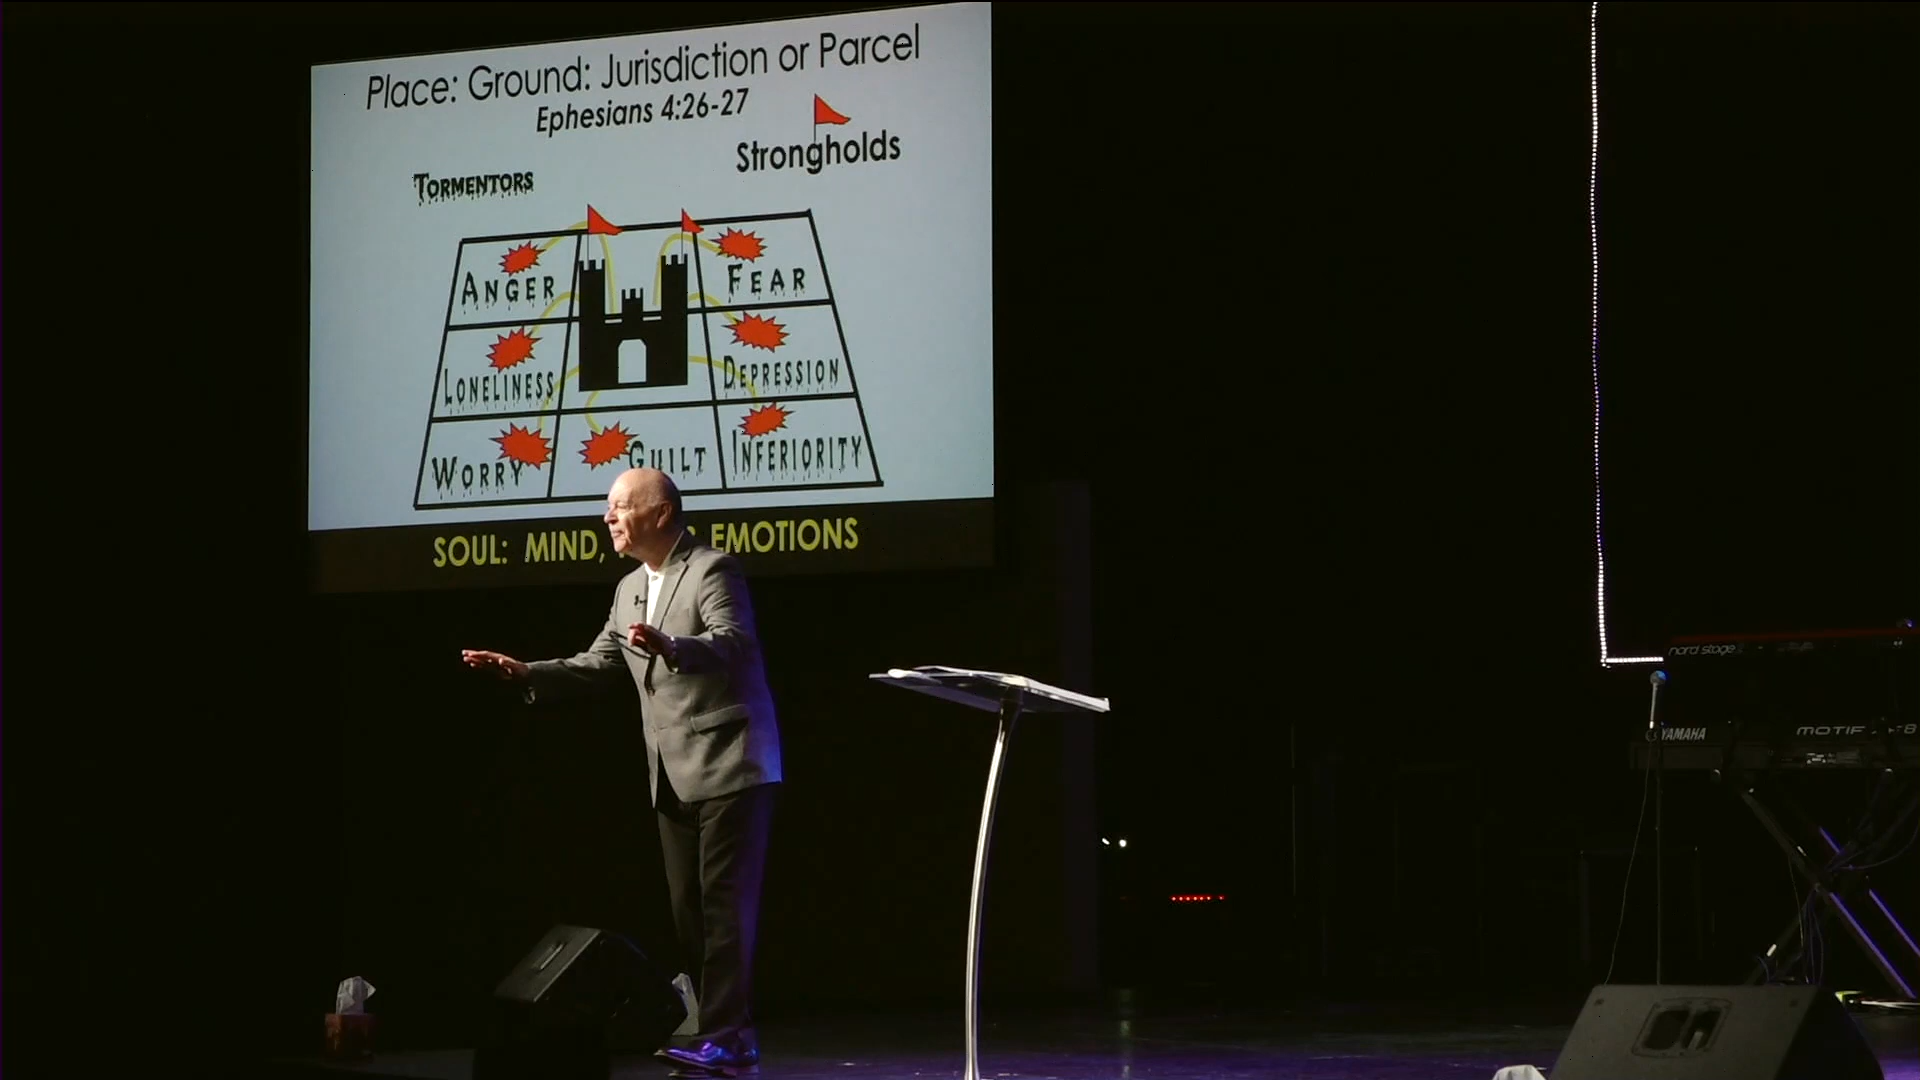 Place: Ground: Jurisdiction or Parcel
Ephesians 4:26-27
Strongholds
TORMENTORS
ANGER
FEAR
LONELINESS
DEPRESSION
WORRY
GUILT
INFERIORITY
SOUL: MIND, EMOTIONS
nord stage
YAMAHA
MOTIF